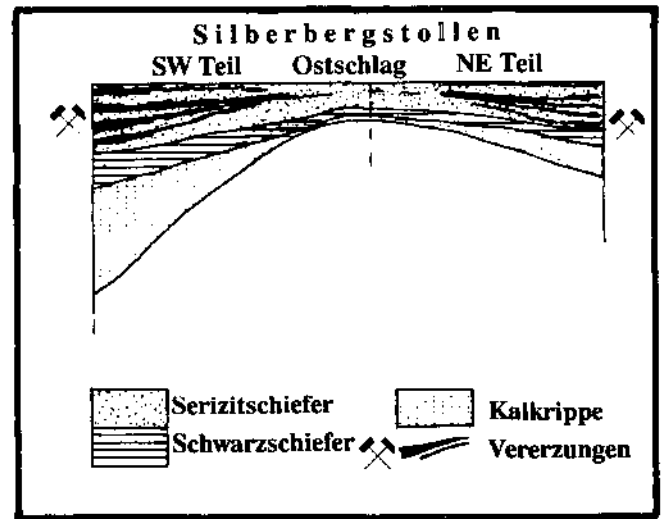 Silberbergstollen
SW Teil Ostschlag NE Teil
Serizitschiefer
Kalkrippe
Schwarzschiefer
Vererzungen